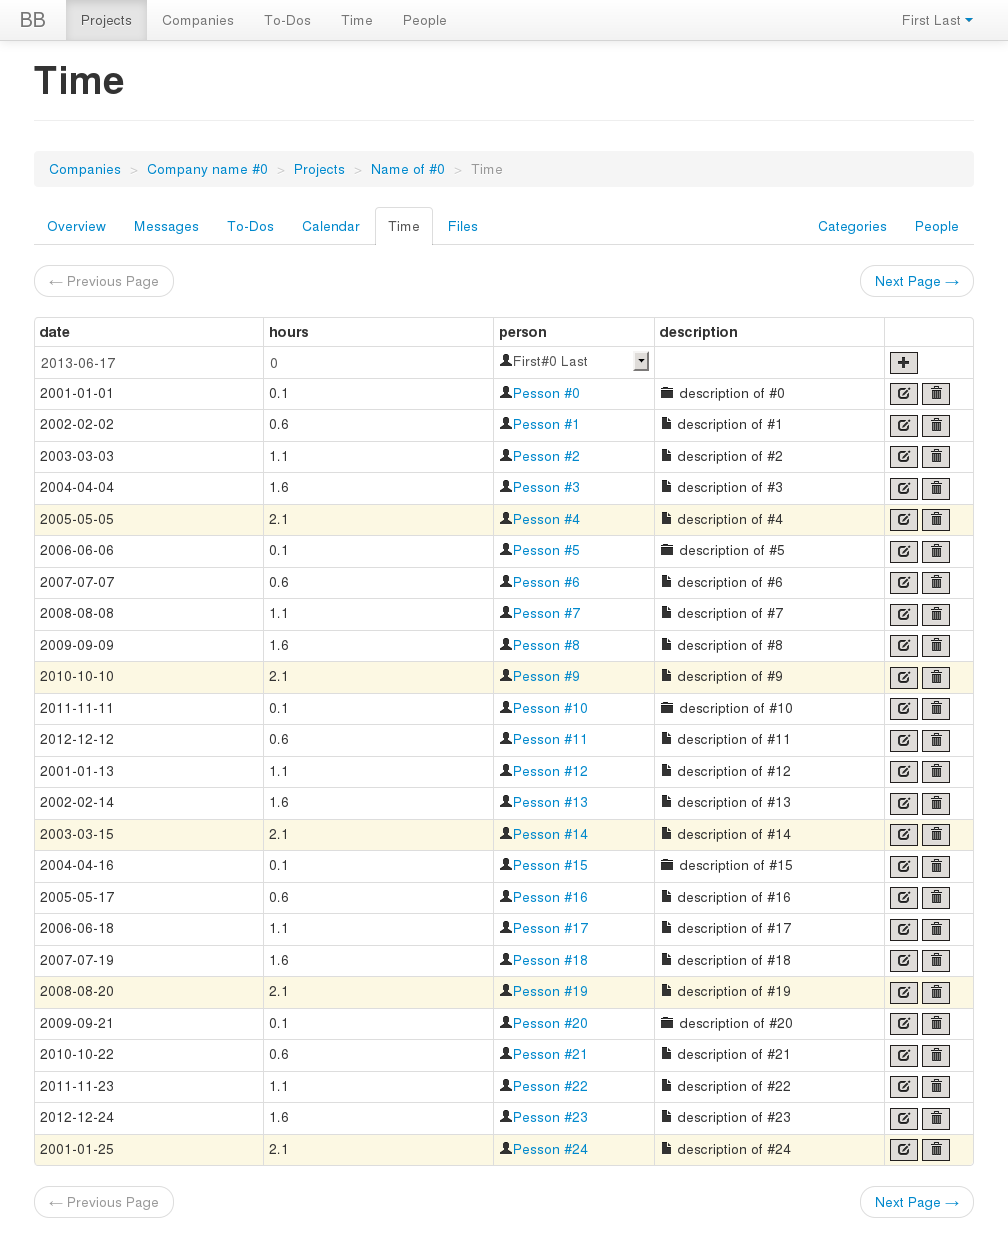 BB Projects Companies To-Dos Time People First Last
Time
Companies > Company name #0 > Projects > Name of #0 > Time
Overview Messages To-Dos Calendar Time Files Categories People
← Previous Page Next Page →
date hours person description
2013-06-17 0 First#0 Last
2001-01-01 0.1 Pesson #0 description of #0
2002-02-02 0.6 Pesson #1 description of #1
2003-03-03 1.1 Pesson #2 description of #2
2004-04-04 1.6 Pesson #3 description of #3
2005-05-05 2.1 Pesson #4 description of #4
2006-06-06 0.1 Pesson #5 description of #5
2007-07-07 0.6 Pesson #6 description of #6
2008-08-08 1.1 Pesson #7 description of #7
2009-09-09 1.6 Pesson #8 description of #8
2010-10-10 2.1 Pesson #9 description of #9
2011-11-11 0.1 Pesson #10 description of #10
2012-12-12 0.6 Pesson #11 description of #11
2001-01-13 1.1 Pesson #12 description of #12
2002-02-14 1.6 Pesson #13 description of #13
2003-03-15 2.1 Pesson #14 description of #14
2004-04-16 0.1 Pesson #15 description of #15
2005-05-17 0.6 Pesson #16 description of #16
2006-06-18 1.1 Pesson #17 description of #17
2007-07-19 1.6 Pesson #18 description of #18
2008-08-20 2.1 Pesson #19 description of #19
2009-09-21 0.1 Pesson #20 description of #20
2010-10-22 0.6 Pesson #21 description of #21
2011-11-23 1.1 Pesson #22 description of #22
2012-12-24 1.6 Pesson #23 description of #23
2001-01-25 2.1 Pesson #24 description of #24
← Previous Page Next Page →